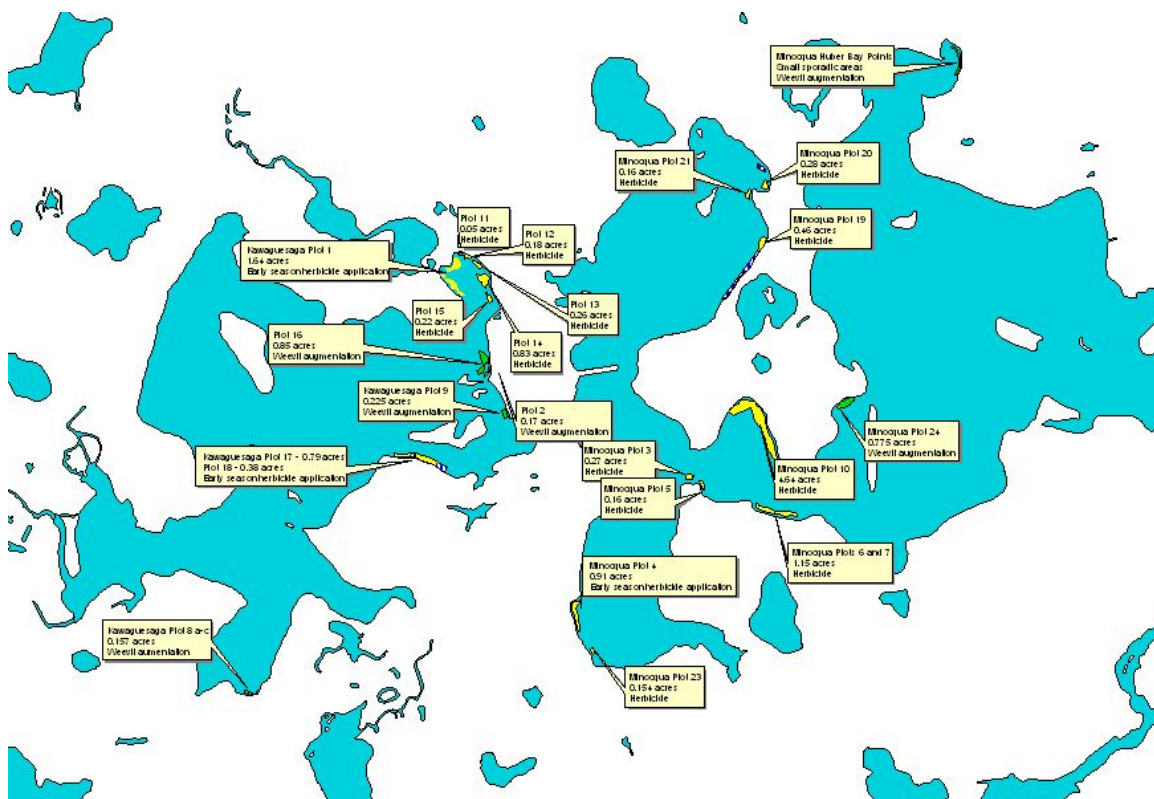 Minocqua Huber Bay Points
Small sporadic areas
Weevil augmentation
Minocqua Plot 20
0.28 acres
Herbicide
Minocqua Plot 21
0.16 acres
Herbicide
Minocqua Plot 19
0.46 acres
Herbicide
Plot 11
0.05 acres
Herbicide
Plot 12
0.18 acres
Herbicide
Kawaguesaga Plot 1
1.64 acres
Early season herbicide application
Plot 13
0.26 acres
Herbicide
Plot 15
0.22 acres
Herbicide
Plot 16
0.85 acres
Weevil augmentation
Plot 14
0.83 acres
Herbicide
Kawaguesaga Plot 9
0.225 acres
Weevil augmentation
Plot 2
0.17 acres
Weevil augmentation
Minocqua Plot 24
0.775 acres
Weevil augmentation
Kawaguesaga Plot 17 - 0.79 acres
Plot 18 - 0.38 acres
Early season herbicide application
Minocqua Plot 3
0.27 acres
Herbicide
Minocqua Plot 10
4.64 acres
Herbicide
Minocqua Plot 5
0.16 acres
Herbicide
Minocqua Plots 6 and 7
1.15 acres
Herbicide
Minocqua Plot 4
0.91 acres
Early season herbicide application
Kawaguesaga Plot 8 a-c
0.157 acres
Weevil aumentation
Minocqua Plot 23
0.154 acres
Herbicide